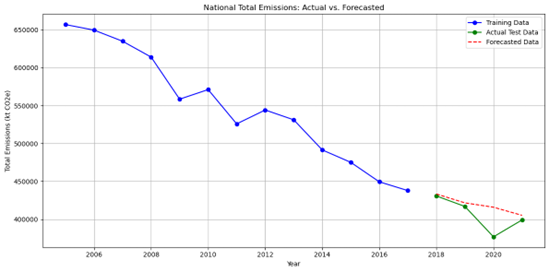 National Total Emissions: Actual vs. Forecasted
Training Data
Actual Test Data
Forecasted Data
Total Emissions (kt CO2e)
650000
600000
550000
500000
450000
400000
2006 2008 2010 2012 2014 2016 2018 2020
Year